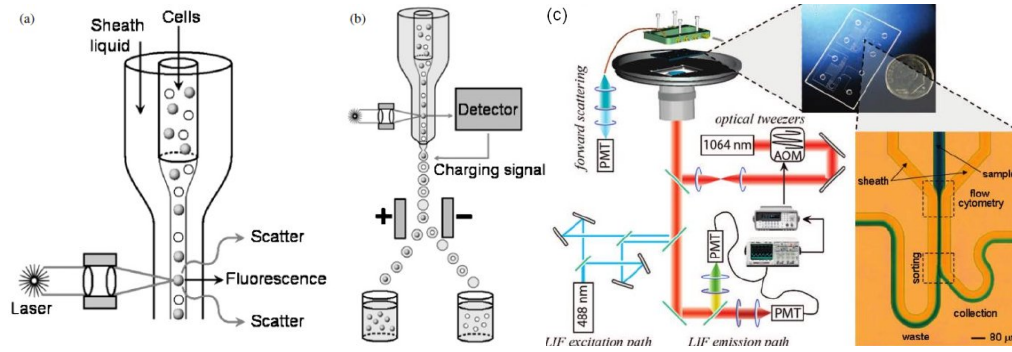 (a)
Sheath
liquid
Cells
Scatter
Fluorescence
Scatter
Laser
(b)
Detector
Charging signal
+
−
(c)
forward scattering
PMT
optical tweezers
1064 nm
AOM
PMT
PMT
488 nm
LIF excitation path
LIF emission path
sample
sheath
flow
cytometry
sorting
collection
waste
80 µ